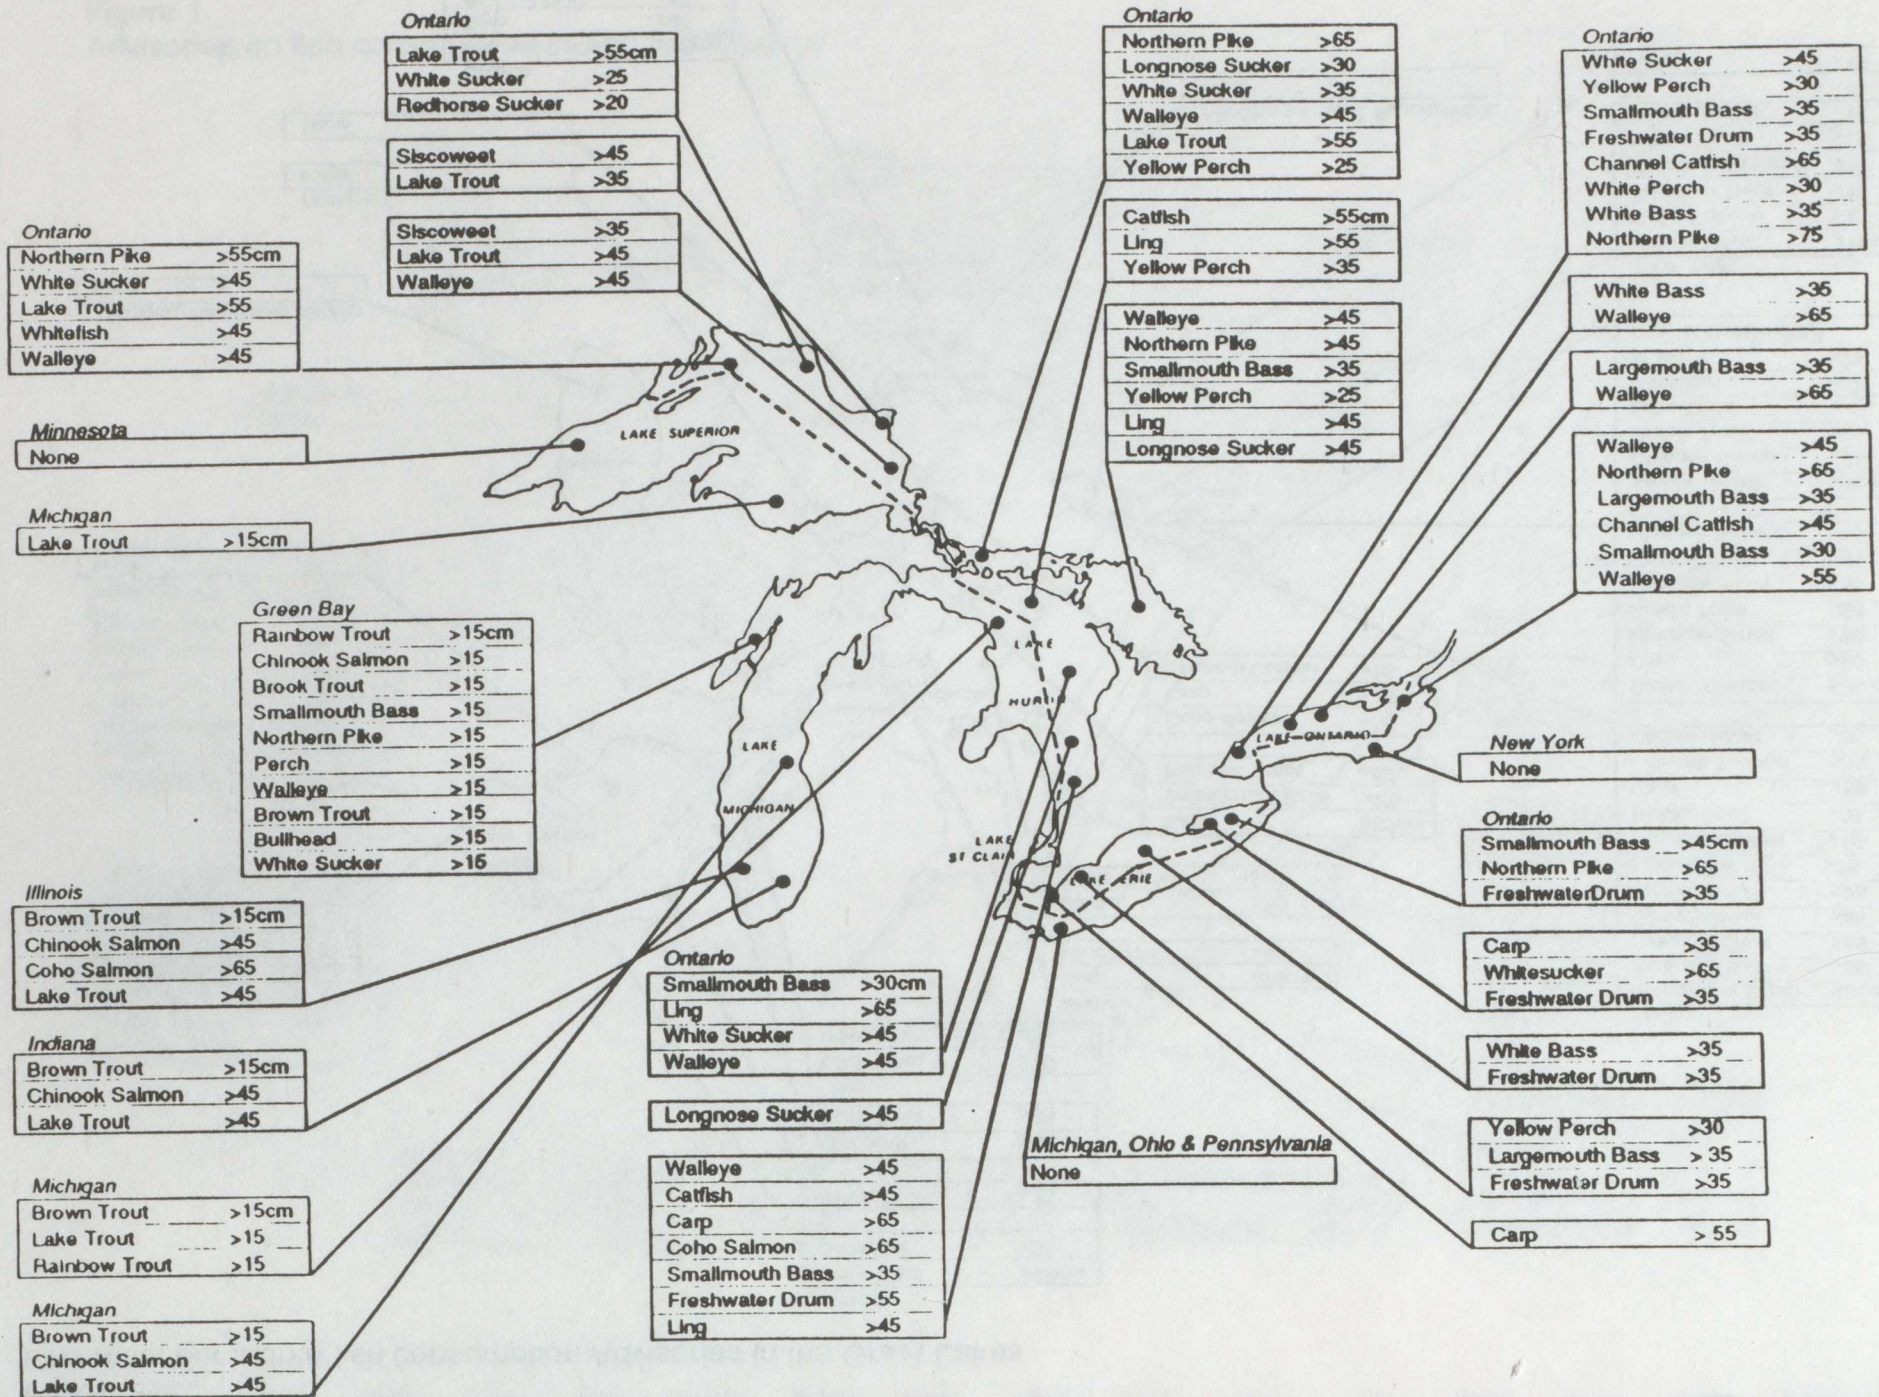 Ontario
Lake Trout >55cm
White Sucker >25
Redhorse Sucker >20
Siscoweet >45
Lake Trout >35
Siscoweet >35
Lake Trout >45
Walleye >45
Ontario
Northern Pike >55cm
White Sucker >45
Lake Trout >55
Whitefish >45
Walleye >45
Minnesota
None
Michigan
Lake Trout >15cm
Green Bay
Rainbow Trout >15cm
Chinook Salmon >15
Brook Trout >15
Smallmouth Bass >15
Northern Pike >15
Perch >15
Walleye >15
Brown Trout >15
Bullhead >15
White Sucker >15
Illinois
Brown Trout >15cm
Chinook Salmon >45
Coho Salmon >65
Lake Trout >45
Indiana
Brown Trout >15cm
Chinook Salmon >45
Lake Trout >45
Michigan
Brown Trout >15cm
Lake Trout >15
Rainbow Trout >15
Michigan
Brown Trout >15
Chinook Salmon >45
Lake Trout >45
Ontario
Northern Pike >65
Longnose Sucker >30
White Sucker >35
Walleye >45
Lake Trout >55
Yellow Perch >25
Catfish >55cm
Ling >55
Yellow Perch >35
Walleye >45
Northern Pike >45
Smallmouth Bass >35
Yellow Perch >25
Ling >45
Longnose Sucker >45
Ontario
White Sucker >45
Yellow Perch >30
Smallmouth Bass >35
Freshwater Drum >35
Channel Catfish >65
White Perch >30
White Bass >35
Northern Pike >75
White Bass >35
Walleye >65
Largemouth Bass >35
Walleye >65
Walleye >45
Northern Pike >65
Largemouth Bass >35
Channel Catfish >45
Smallmouth Bass >30
Walleye >55
LAKE SUPERIOR
LAKE
MICHIGAN
LAKE
HURON
LAKE
ST CLAIR
LAKE ERIE
LAKE ONTARIO
New York
None
Ontario
Smallmouth Bass >45cm
Northern Pike >65
FreshwaterDrum >35
Carp >35
Whitesucker >65
Freshwater Drum >35
White Bass >35
Freshwater Drum >35
Yellow Perch >30
Largemouth Bass > 35
Freshwater Drum >35
Carp > 55
Ontario
Smallmouth Bass >30cm
Ling >65
White Sucker >45
Walleye >45
Longnose Sucker >45
Walleye >45
Catfish >45
Carp >65
Coho Salmon >65
Smallmouth Bass >35
Freshwater Drum >55
Ling >45
Michigan, Ohio & Pennsylvania
None